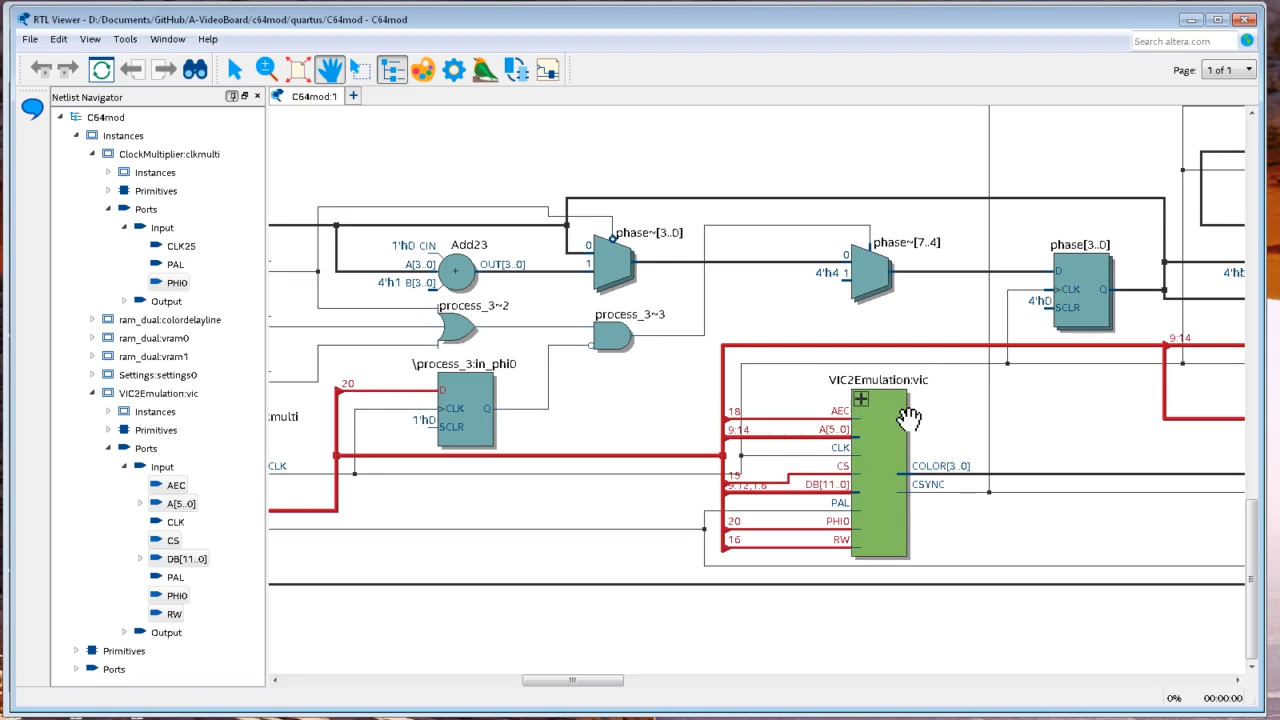 RTL Viewer - D:/Documents/GitHub/A-VideoBoard/c64mod/quartus/C64mod - C64mod
File Edit View Tools Window Help
Search altera.com
Page: 1 of 1
Netlist Navigator
C64mod:1
C64mod
Instances
ClockMultiplier:clkmulti
Instances
Primitives
Ports
Input
CLK25
PAL
PHI0
Output
ram_dual:colordelayline
ram_dual:vram0
ram_dual:vram1
Settings:settings0
VIC2Emulation:vic
Instances
Primitives
Ports
Input
AEC
A[5..0]
CLK
CS
DB[11..0]
PAL
PHI0
RW
Output
Primitives
Ports
phase~[3..0]
phase~[7..4]
phase[3..0]
Add23
1'h0 CIN
A[3..0]
OUT[3..0]
4'h1 B[3..0]
0
1
0
4'h4 1
D
CLK
Q
4'h0
SCLR
process_3~2
process_3~3
\process_3:in_phi0
20
D
CLK
Q
1'h0
SCLR
CLK
9:14
VIC2Emulation:vic
18 AEC
9:14 A[5..0]
CLK
15 CS
9:12,1:8 DB[11..0]
PAL
20 PHI0
16 RW
COLOR[3..0]
CSYNC
0% 00:00:00